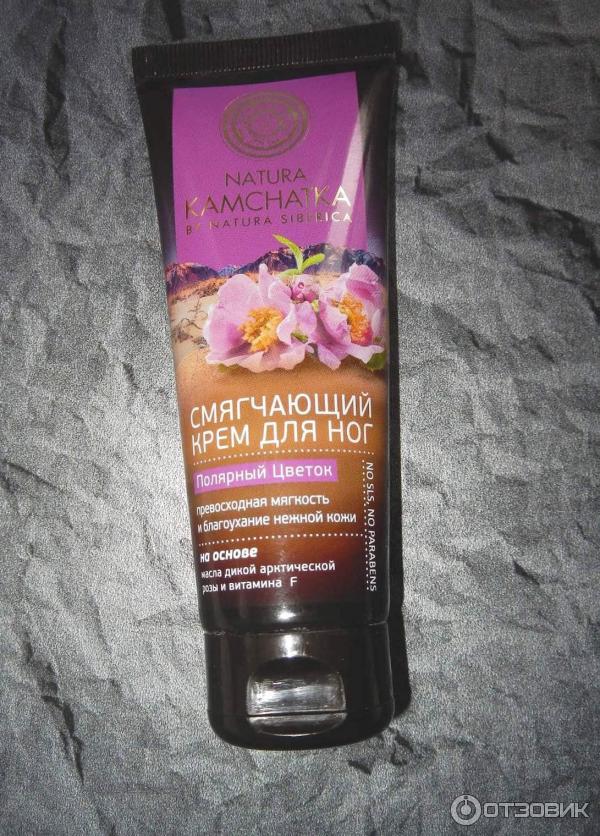 NATURA
KAMCHATKA
BY NATURA SIBERICA
СМЯГЧАЮЩИЙ
КРЕМ ДЛЯ НОГ
Полярный Цветок
превосходная мягкость
и благоухание нежной кожи
на основе
масла дикой арктической
розы и витамина F
NO SLS, NO PARABENS
ОТЗОВИК